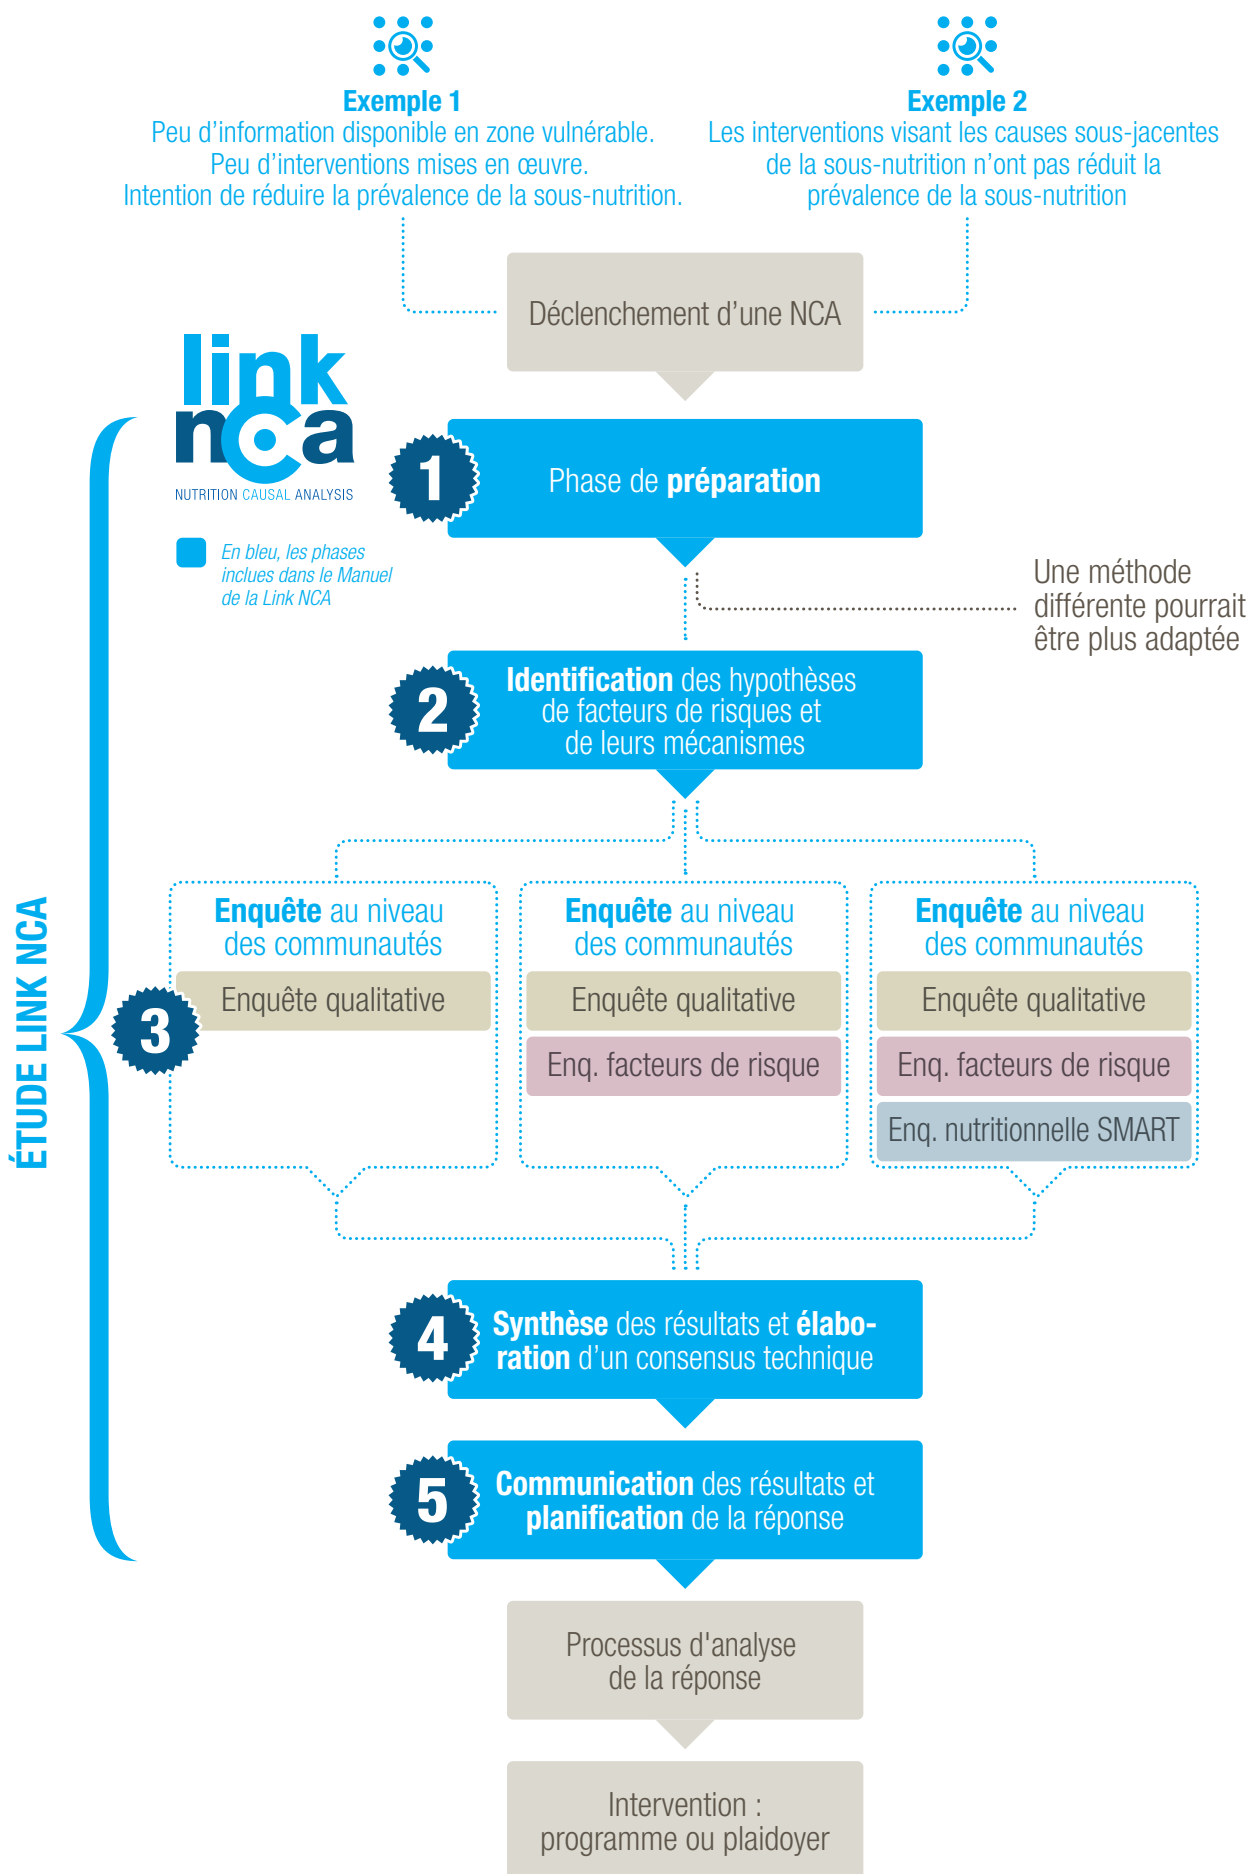 Exemple 1
Peu d’information disponible en zone vulnérable.
Peu d’interventions mises en œuvre.
Intention de réduire la prévalence de la sous-nutrition.
Exemple 2
Les interventions visant les causes sous-jacentes
de la sous-nutrition n’ont pas réduit la
prévalence de la sous-nutrition
Déclenchement d’une NCA
link
nca
NUTRITION CAUSAL ANALYSIS
En bleu, les phases
inclues dans le Manuel
de la Link NCA
ÉTUDE LINK NCA
1
Phase de préparation
Une méthode
différente pourrait
être plus adaptée
2
Identification des hypothèses
de facteurs de risques et
de leurs mécanismes
3
Enquête au niveau
des communautés
Enquête qualitative
Enquête au niveau
des communautés
Enquête qualitative
Enq. facteurs de risque
Enquête au niveau
des communautés
Enquête qualitative
Enq. facteurs de risque
Enq. nutritionnelle SMART
4
Synthèse des résultats et élabo-
ration d’un consensus technique
5
Communication des résultats et
planification de la réponse
Processus d'analyse
de la réponse
Intervention :
programme ou plaidoyer